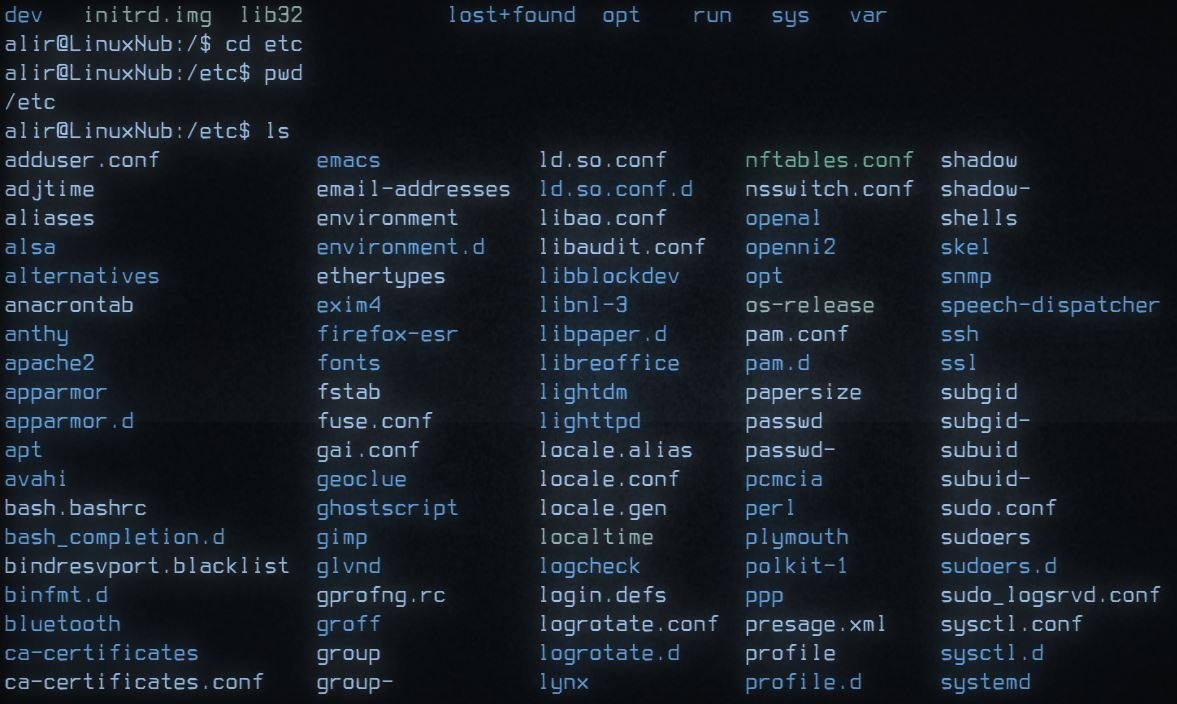 dev   initrd.img  lib32                  lost+found  opt    run   sys   var
alir@LinuxNub:/$ cd etc
alir@LinuxNub:/etc$ pwd
/etc
alir@LinuxNub:/etc$ ls
adduser.conf            emacs            ld.so.conf      nftables.conf  shadow
adjtime                 email-addresses  ld.so.conf.d    nsswitch.conf  shadow-
aliases                 environment      libao.conf      openal         shells
alsa                    environment.d    libaudit.conf   openni2        skel
alternatives            ethertypes       libblockdev     opt            snmp
anacrontab              exim4            libnl-3         os-release     speech-dispatcher
anthy                   firefox-esr      libpaper.d      pam.conf       ssh
apache2                 fonts            libreoffice     pam.d          ssl
apparmor                fstab            lightdm         papersize      subgid
apparmor.d              fuse.conf        lighttpd        passwd         subgid-
apt                     gai.conf         locale.alias    passwd-        subuid
avahi                   geoclue          locale.conf     pcmcia         subuid-
bash.bashrc             ghostscript      locale.gen      perl           sudo.conf
bash_completion.d       gimp             localtime       plymouth       sudoers
bindresvport.blacklist  glvnd            logcheck        polkit-1       sudoers.d
binfmt.d                gprofng.rc       login.defs      ppp            sudo_logsrvd.conf
bluetooth               groff            logrotate.conf  presage.xml    sysctl.conf
ca-certificates         group            logrotate.d     profile        sysctl.d
ca-certificates.conf    group-           lynx            profile.d      systemd